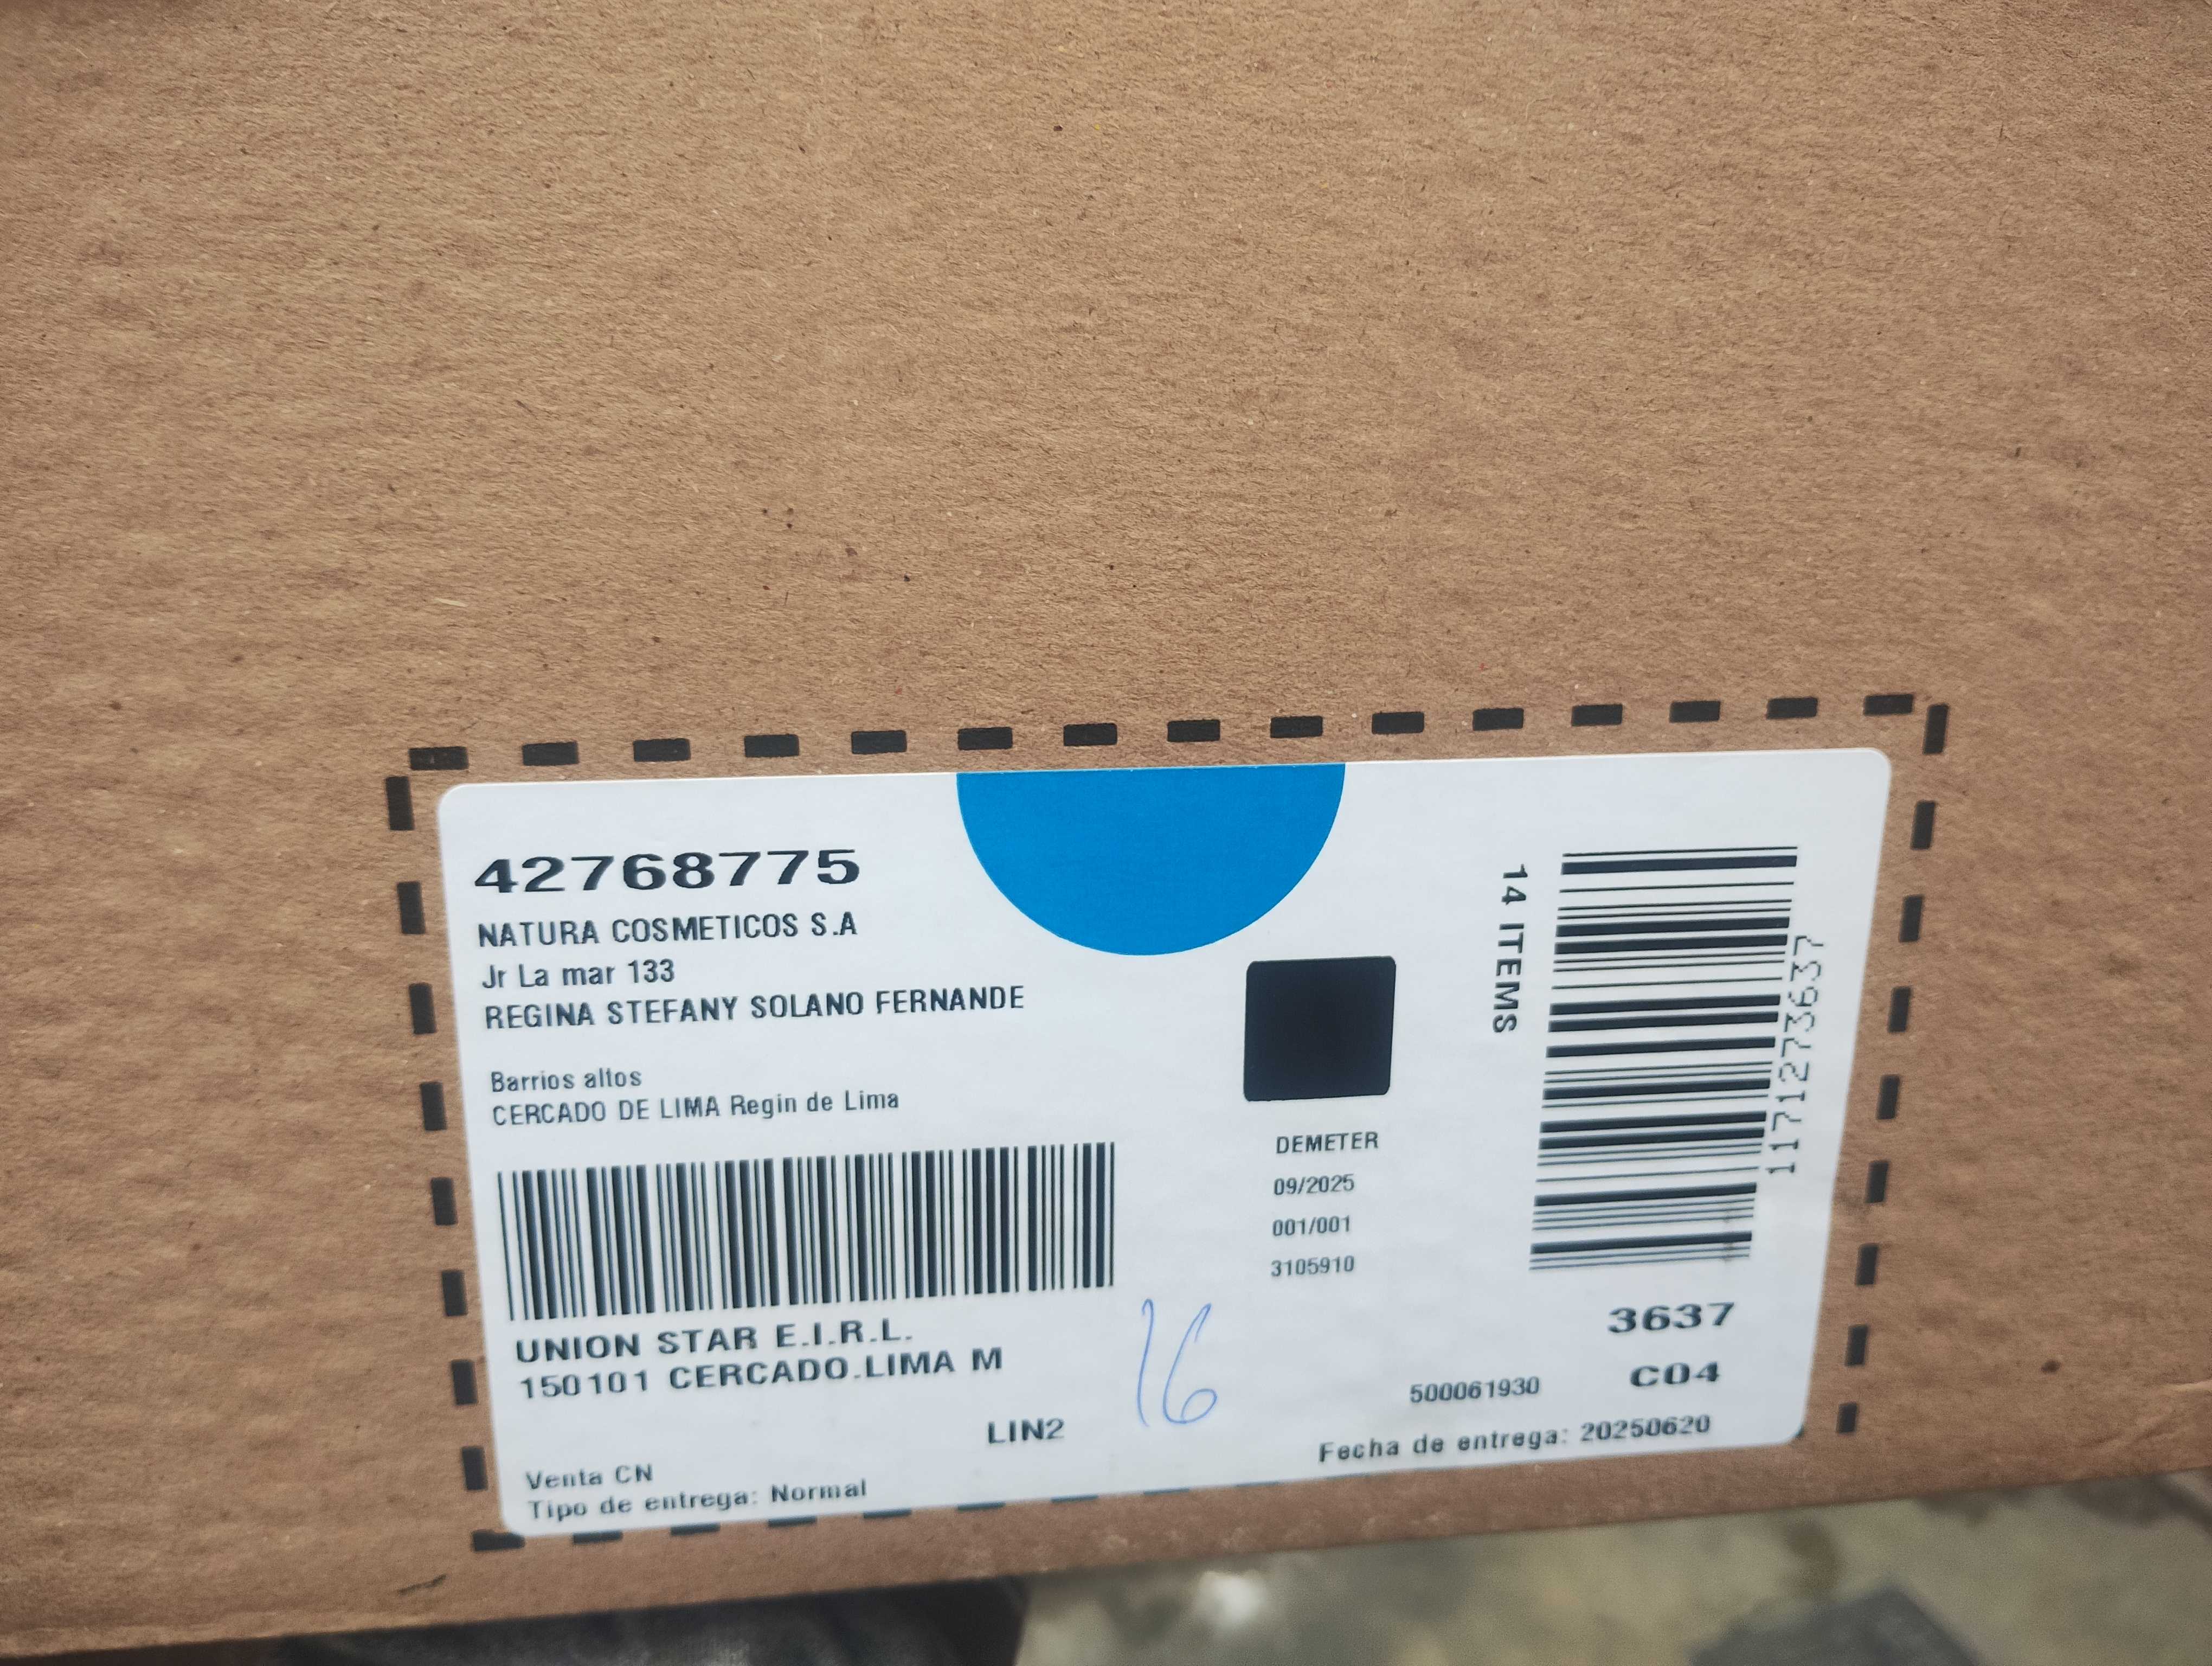 42768775
NATURA COSMETICOS S.A
Jr La mar 133
REGINA STEFANY SOLANO FERNANDE
Barrios altos
CERCADO DE LIMA Regin de Lima
UNION STAR E.I.R.L.
150101 CERCADO.LIMA M
LIN2
16
Venta CN
Tipo de entrega: Normal
DEMETER
09/2025
001/001
3105910
14 ITEMS
1171273637
3637
500061930 C04
Fecha de entrega: 20250620